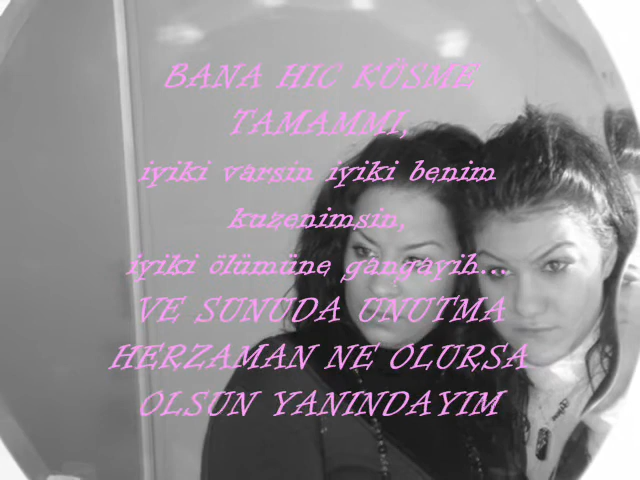 BANA HIC KÜSME
TAMAMMI,
iyiki varsin iyiki benim
kuzenimsin,
iyiki ölümüne gangayih...
VE SUNUDA UNUTMA
HERZAMAN NE OLURSA
OLSUN YANINDAYIM